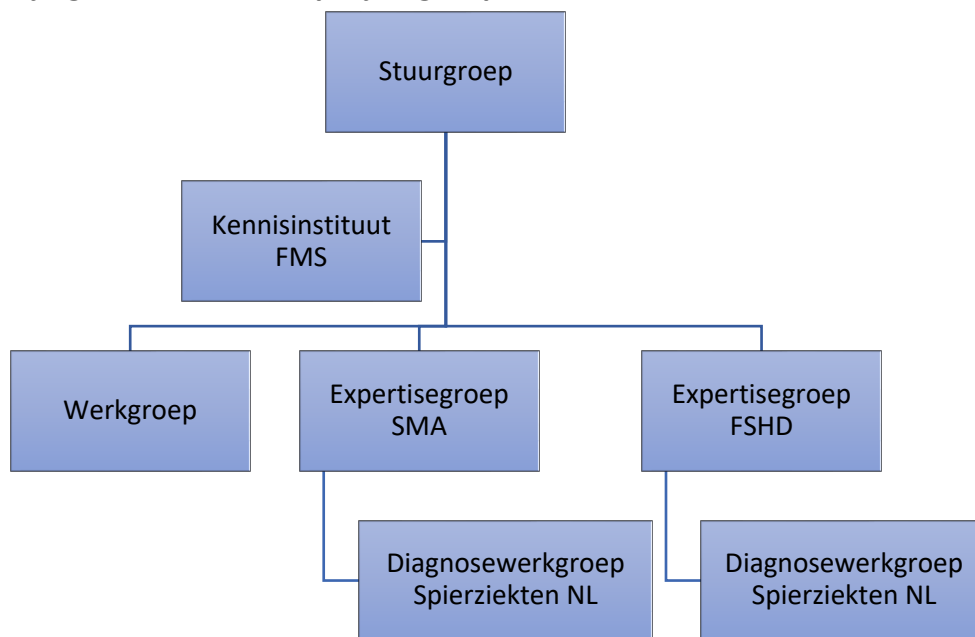 Stuurgroep
Kennisinstituut
FMS
Werkgroep
Expertisegroep
SMA
Expertisegroep
FSHD
Diagnosewerkgroep
Spierziekten NL
Diagnosewerkgroep
Spierziekten NL